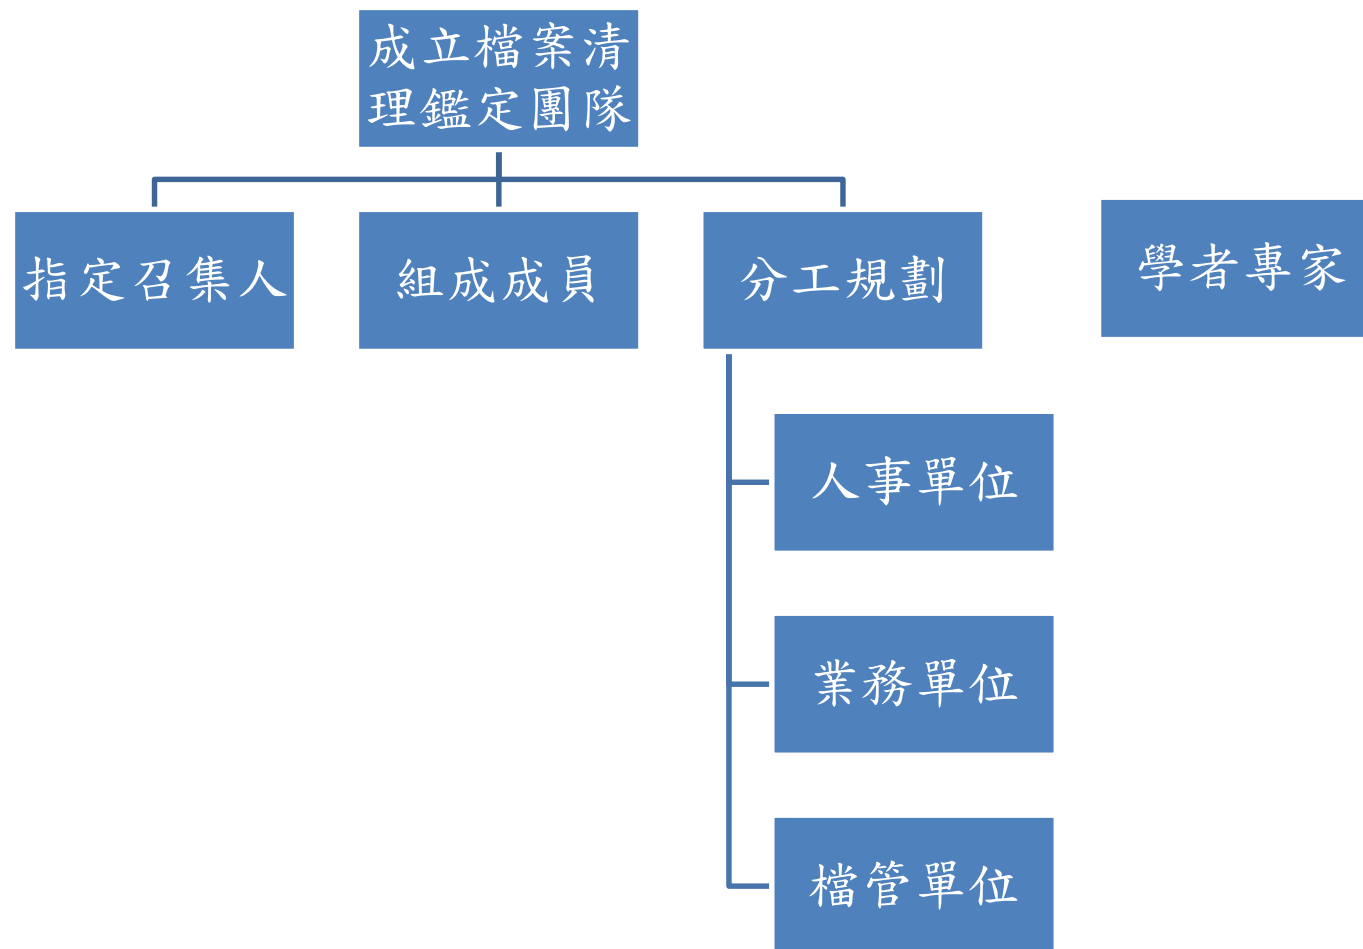 成立檔案清
理鑑定團隊
指定召集人
組成成員
分工規劃
學者專家
人事單位
業務單位
檔管單位